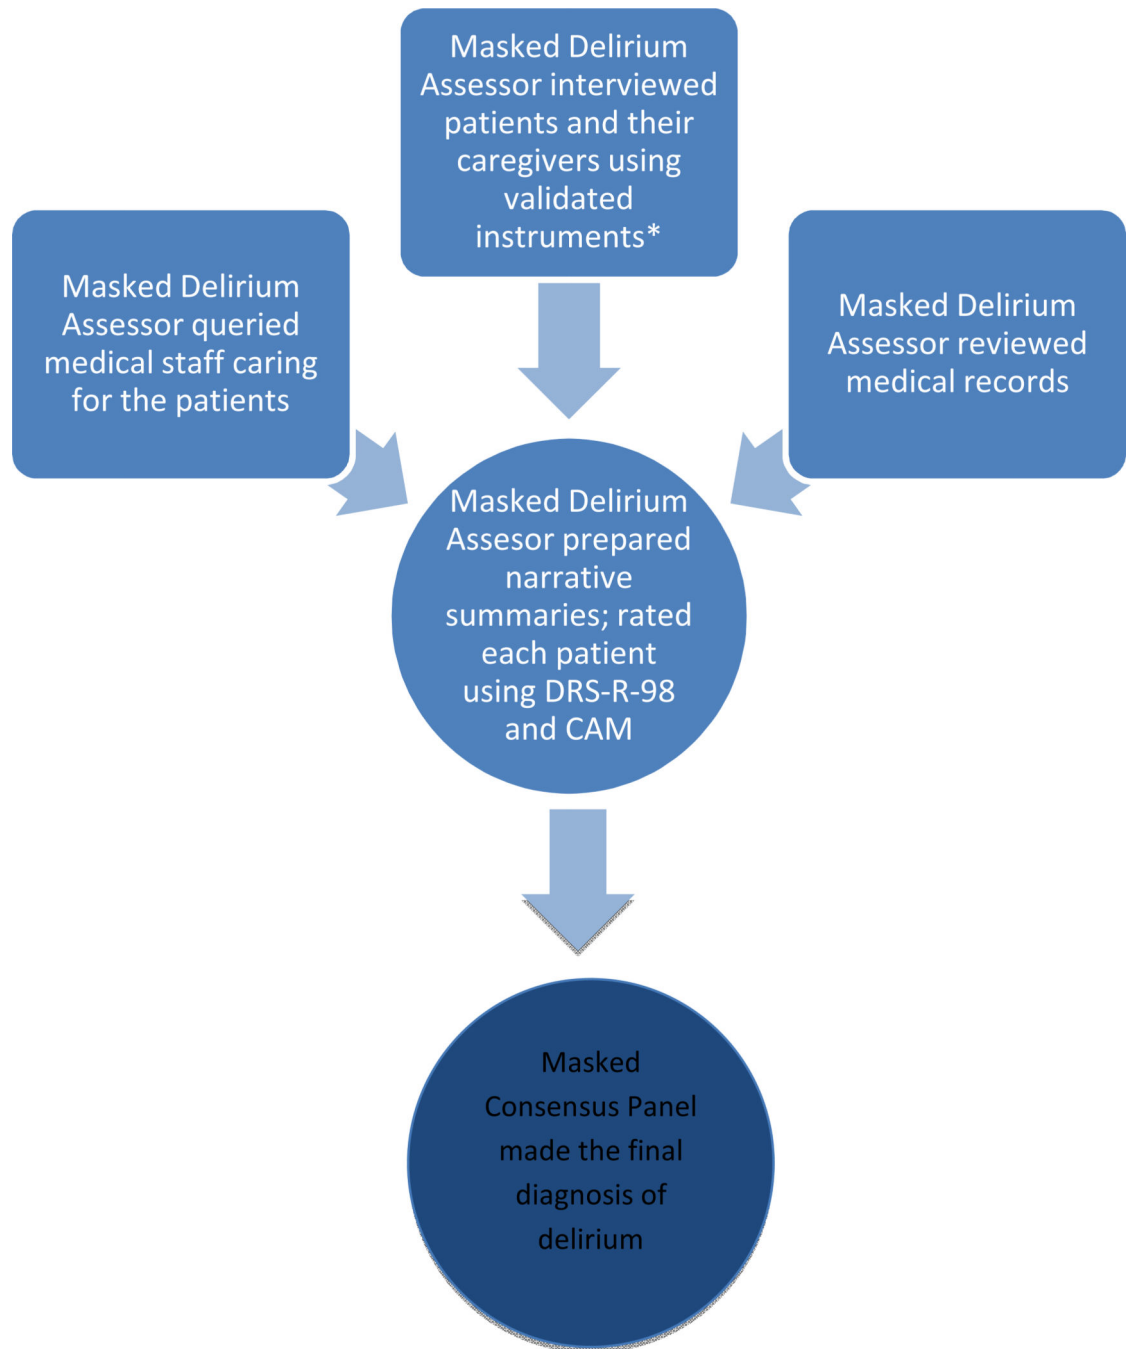 Masked Delirium
Assessor interviewed
patients and their
caregivers using
validated
instruments*
Masked Delirium
Assessor queried
medical staff caring
for the patients
Masked Delirium
Assessor reviewed
medical records
Masked Delirium
Assesor prepared
narrative
summaries; rated
each patient
using DRS-R-98
and CAM
Masked
Consensus Panel
made the final
diagnosis of
delirium